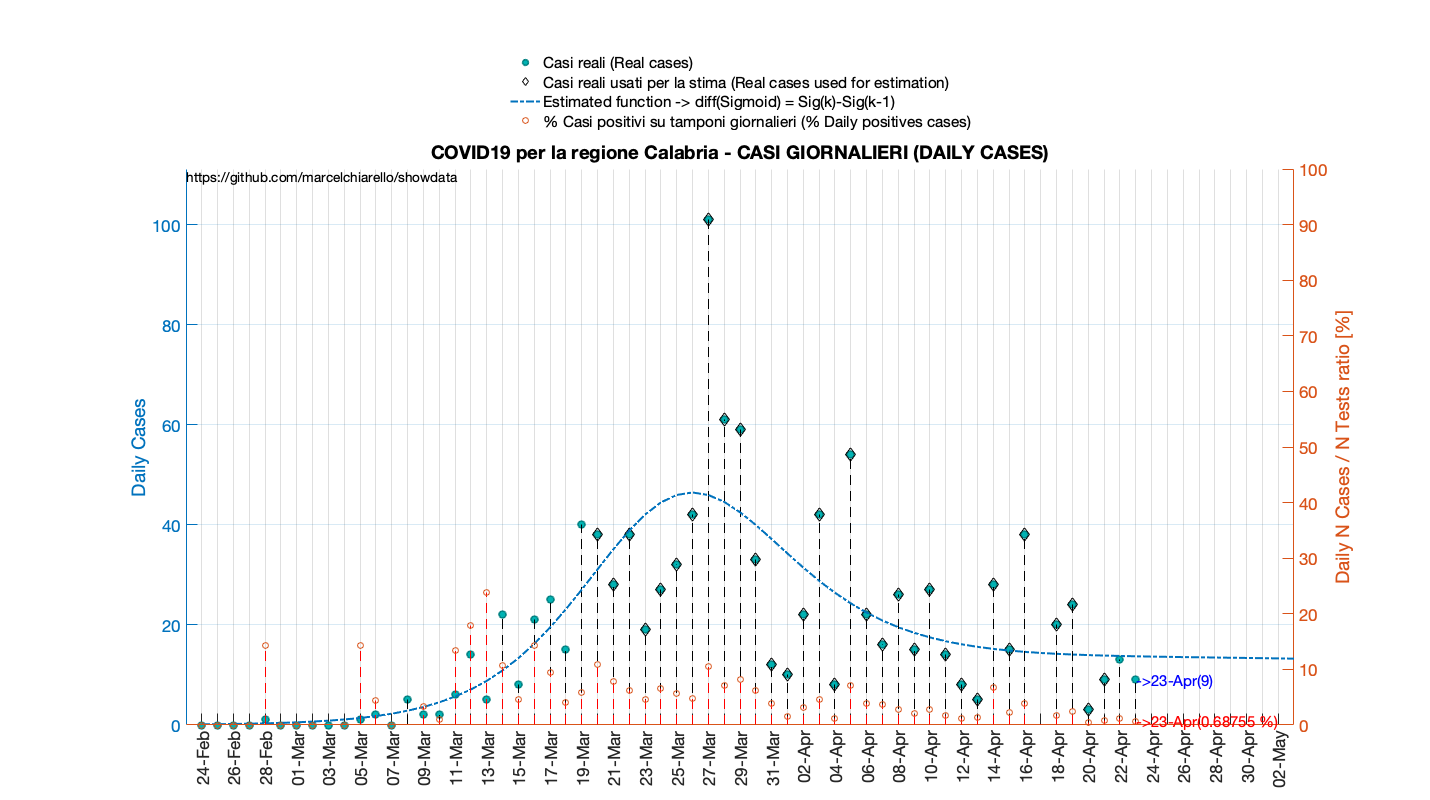 Casi reali (Real cases)
Casi reali usati per la stima (Real cases used for estimation)
Estimated function -> diff(Sigmoid) = Sig(k)-Sig(k-1)
% Casi positivi su tamponi giornalieri (% Daily positives cases)
COVID19 per la regione Calabria - CASI GIORNALIERI (DAILY CASES)
https://github.com/marcelchiarello/showdata
Daily Cases
100
80
60
40
20
0
100
90
80
70
60
50
40
30
20
10
0
Daily N Cases / N Tests ratio [%]
->23-Apr(9)
->23-Apr(0.68755 %)
24-Feb
26-Feb
28-Feb
01-Mar
03-Mar
05-Mar
07-Mar
09-Mar
11-Mar
13-Mar
15-Mar
17-Mar
19-Mar
21-Mar
23-Mar
25-Mar
27-Mar
29-Mar
31-Mar
02-Apr
04-Apr
06-Apr
08-Apr
10-Apr
12-Apr
14-Apr
16-Apr
18-Apr
20-Apr
22-Apr
24-Apr
26-Apr
28-Apr
30-Apr
02-May